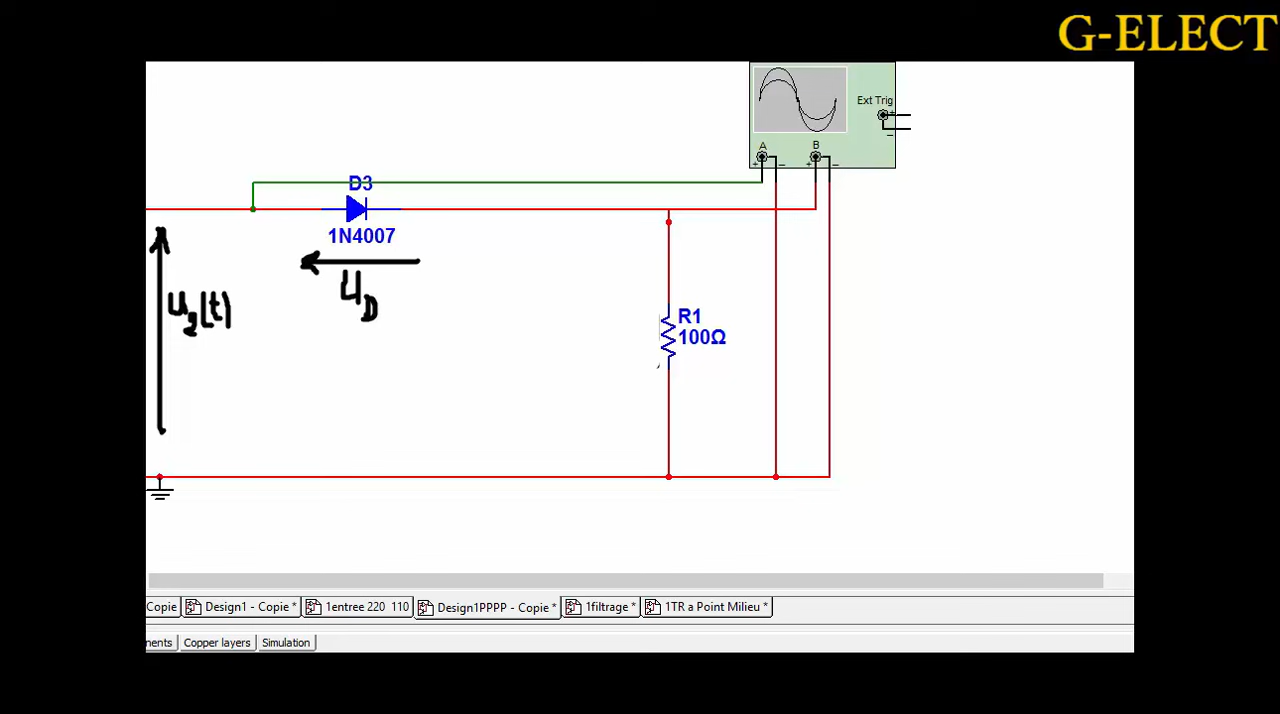 G-ELECT
Ext Trig
A
B
D3
1N4007
U_D
u_2(t)
R1
100Ω
Copie
Design1 - Copie *
1entree 220 110
Design1PPPP - Copie *
1filtrage *
1TR a Point Milieu *
nents
Copper layers
Simulation